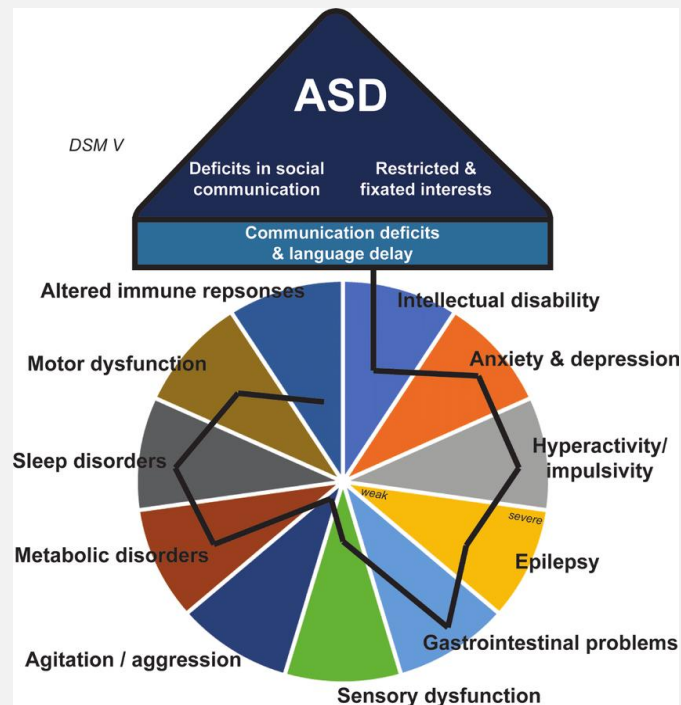 ASD
DSM V
Deficits in social
communication
Restricted &
fixated interests
Communication deficits
& language delay
Altered immune repsonses
Intellectual disability
Motor dysfunction
Anxiety & depression
Sleep disorders
Hyperactivity/
impulsivity
weak
severe
Metabolic disorders
Epilepsy
Gastrointestinal problems
Agitation / aggression
Sensory dysfunction